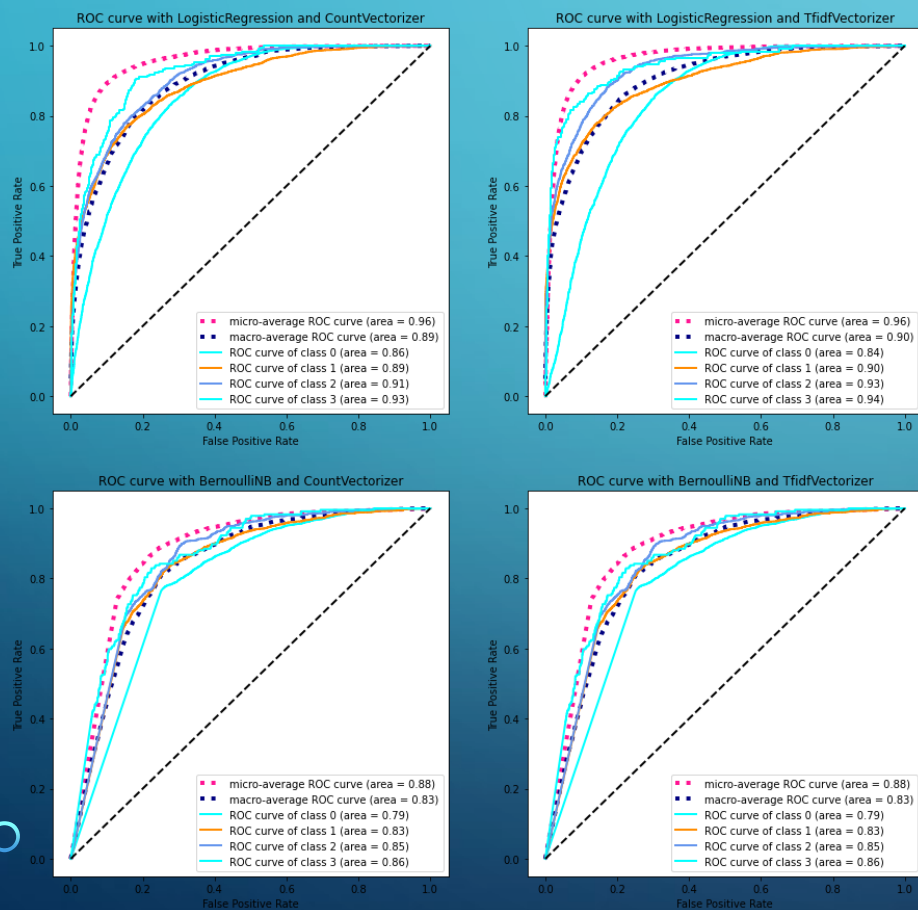 ROC curve with LogisticRegression and CountVectorizer
1.0
0.8
0.6
0.4
0.2
0.0
True Positive Rate
micro-average ROC curve (area = 0.96)
macro-average ROC curve (area = 0.89)
ROC curve of class 0 (area = 0.86)
ROC curve of class 1 (area = 0.89)
ROC curve of class 2 (area = 0.91)
ROC curve of class 3 (area = 0.93)
0.0 0.2 0.4 0.6 0.8 1.0
False Positive Rate
ROC curve with LogisticRegression and TfidfVectorizer
1.0
0.8
0.6
0.4
0.2
0.0
True Positive Rate
micro-average ROC curve (area = 0.96)
macro-average ROC curve (area = 0.90)
ROC curve of class 0 (area = 0.84)
ROC curve of class 1 (area = 0.90)
ROC curve of class 2 (area = 0.93)
ROC curve of class 3 (area = 0.94)
0.0 0.2 0.4 0.6 0.8 1.0
False Positive Rate
ROC curve with BernoulliNB and CountVectorizer
1.0
0.8
0.6
0.4
0.2
0.0
True Positive Rate
micro-average ROC curve (area = 0.88)
macro-average ROC curve (area = 0.83)
ROC curve of class 0 (area = 0.79)
ROC curve of class 1 (area = 0.83)
ROC curve of class 2 (area = 0.85)
ROC curve of class 3 (area = 0.86)
0.0 0.2 0.4 0.6 0.8 1.0
False Positive Rate
ROC curve with BernoulliNB and TfidfVectorizer
1.0
0.8
0.6
0.4
0.2
0.0
True Positive Rate
micro-average ROC curve (area = 0.88)
macro-average ROC curve (area = 0.83)
ROC curve of class 0 (area = 0.79)
ROC curve of class 1 (area = 0.83)
ROC curve of class 2 (area = 0.85)
ROC curve of class 3 (area = 0.86)
0.0 0.2 0.4 0.6 0.8 1.0
False Positive Rate